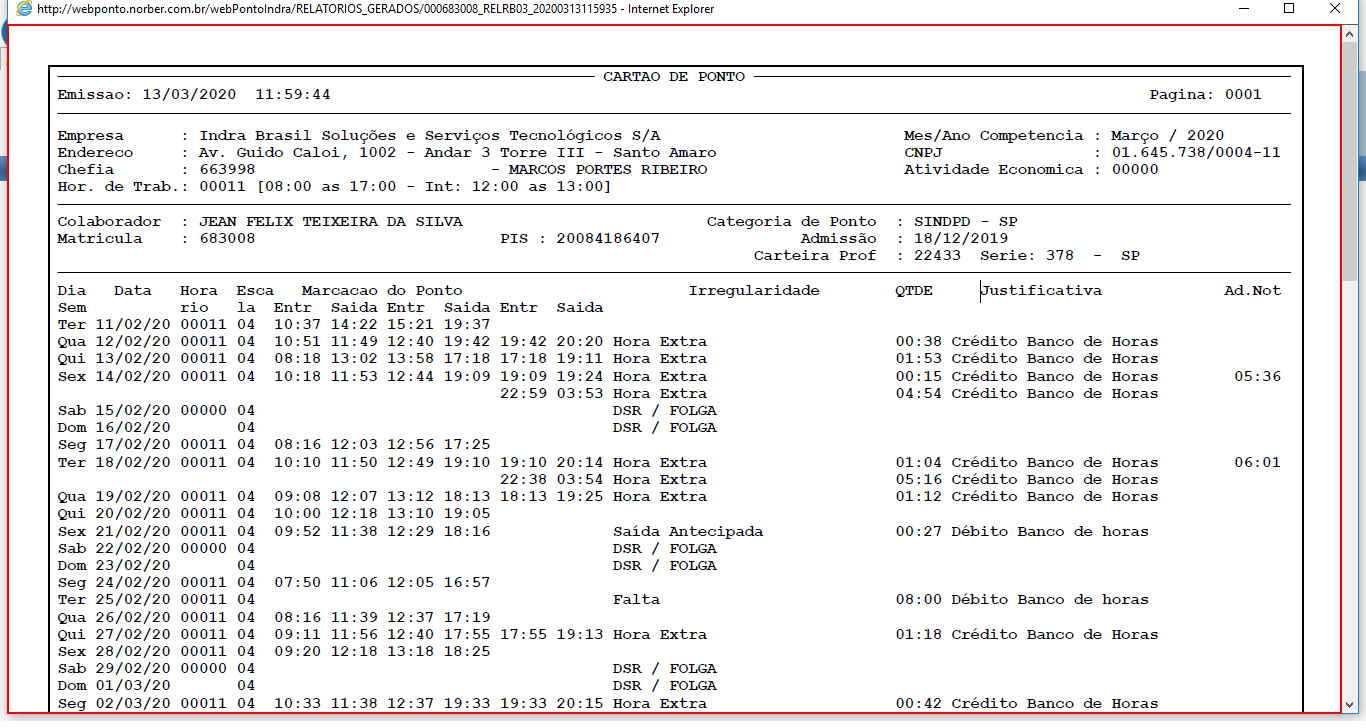 http://webponto.norber.com.br/webPontoIndra/RELATORIOS_GERADOS/000683008_RELRB03_20200313115935 - Internet Explorer
CARTAO DE PONTO
Emissao: 13/03/2020 11:59:44 Pagina: 0001
Empresa : Indra Brasil Soluções e Serviços Tecnológicos S/A Mes/Ano Competencia : Março / 2020
Endereco : Av. Guido Caloi, 1002 - Andar 3 Torre III - Santo Amaro CNPJ : 01.645.738/0004-11
Chefia : 663998 - MARCOS PORTES RIBEIRO Atividade Economica : 00000
Hor. de Trab.: 00011 [08:00 as 17:00 - Int: 12:00 as 13:00]
Colaborador : JEAN FELIX TEIXEIRA DA SILVA Categoria de Ponto : SINDPD - SP
Matricula : 683008 PIS : 20084186407 Admissão : 18/12/2019
Carteira Prof : 22433 Serie: 378 - SP
Dia Data Hora Esca Marcacao do Ponto Irregularidade QTDE Justificativa Ad.Not
Sem rio la Entr Saida Entr Saida Entr Saida
Ter 11/02/20 00011 04 10:37 14:22 15:21 19:37
Qua 12/02/20 00011 04 10:51 11:49 12:40 19:42 19:42 20:20 Hora Extra 00:38 Crédito Banco de Horas
Qui 13/02/20 00011 04 08:18 13:02 13:58 17:18 17:18 19:11 Hora Extra 01:53 Crédito Banco de Horas
Sex 14/02/20 00011 04 10:18 11:53 12:44 19:09 19:09 19:24 Hora Extra 00:15 Crédito Banco de Horas 05:36
22:59 03:53 Hora Extra 04:54 Crédito Banco de Horas
Sab 15/02/20 00000 04 DSR / FOLGA
Dom 16/02/20 04 DSR / FOLGA
Seg 17/02/20 00011 04 08:16 12:03 12:56 17:25
Ter 18/02/20 00011 04 10:10 11:50 12:49 19:10 19:10 20:14 Hora Extra 01:04 Crédito Banco de Horas 06:01
22:38 03:54 Hora Extra 05:16 Crédito Banco de Horas
Qua 19/02/20 00011 04 09:08 12:07 13:12 18:13 18:13 19:25 Hora Extra 01:12 Crédito Banco de Horas
Qui 20/02/20 00011 04 10:00 12:18 13:10 19:05
Sex 21/02/20 00011 04 09:52 11:38 12:29 18:16 Saída Antecipada 00:27 Débito Banco de horas
Sab 22/02/20 00000 04 DSR / FOLGA
Dom 23/02/20 04 DSR / FOLGA
Seg 24/02/20 00011 04 07:50 11:06 12:05 16:57
Ter 25/02/20 00011 04 Falta 08:00 Débito Banco de horas
Qua 26/02/20 00011 04 08:16 11:39 12:37 17:19
Qui 27/02/20 00011 04 09:11 11:56 12:40 17:55 17:55 19:13 Hora Extra 01:18 Crédito Banco de Horas
Sex 28/02/20 00011 04 09:20 12:18 13:18 18:25
Sab 29/02/20 00000 04 DSR / FOLGA
Dom 01/03/20 04 DSR / FOLGA
Seg 02/03/20 00011 04 10:33 11:38 12:37 19:33 19:33 20:15 Hora Extra 00:42 Crédito Banco de Horas